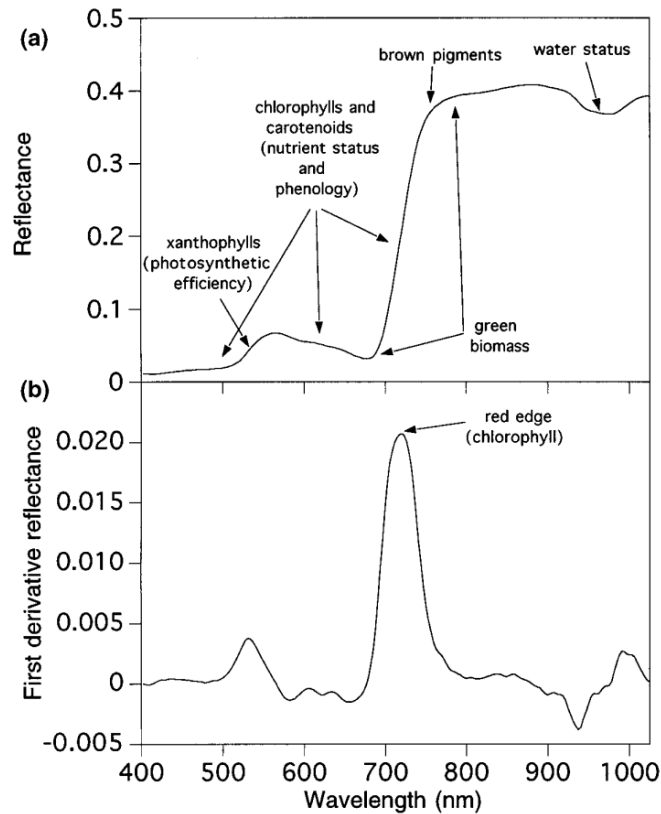 (a)
0.5
0.4
0.3
0.2
0.1
0
Reflectance
brown pigments
water status
chlorophylls and
carotenoids
(nutrient status
and
phenology)
xanthophylls
(photosynthetic
efficiency)
green
biomass
(b)
0.020
0.015
0.010
0.005
0
-0.005
First derivative reflectance
red edge
(chlorophyll)
400 500 600 700 800 900 1000
Wavelength (nm)